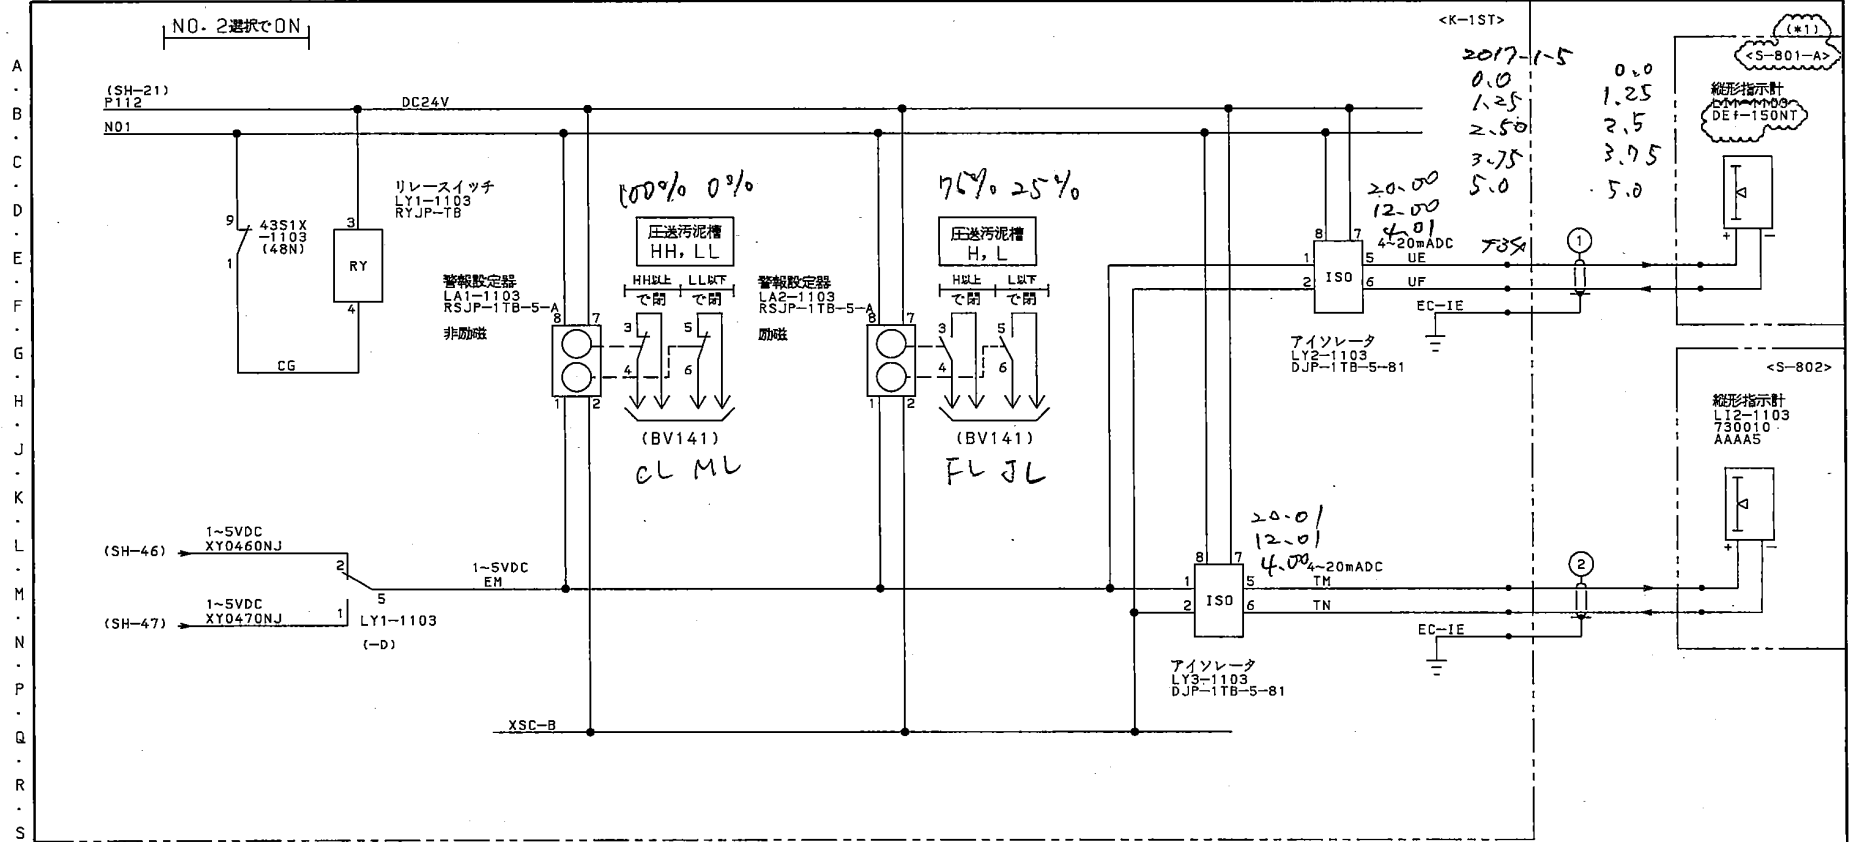 NO. 2選択でON
<K-1ST>
(*1)
<S-801-A>
2017-1-5
0.0
1.25
2.50
3.75
5.0
0.0
1.25
2.5
3.75
5.0
縦形指示計
DEf-150NT
A
B
C
D
E
F
G
H
J
K
L
M
N
P
Q
R
S
(SH-21)
P112
DC24V
N01
リレースイッチ
LY1-1103
RYJP-TB
9
43S1X
-1103
(48N)
1
3
RY
4
CG
100% 0%
圧送汚泥槽
HH, LL
HH以上 LL以下
で閉 で閉
警報設定器
LA1-1103
RSJP-1TB-5-A
非励磁
8 7
3 5
4 6
1 2
(BV141)
CL ML
75% 25%
圧送汚泥槽
H, L
H以上 L以下
で閉 で閉
警報設定器
LA2-1103
RSJP-1TB-5-A
励磁
8 7
3 5
4 6
1 2
(BV141)
FL JL
20.00
12.00
4.01
4~20mADC
8 7
1 ISO 5 UE
2 6 UF
1
EC-IE
アイソレータ
LY2-1103
DJP-1TB-5-81
+ −
<S-802>
縦形指示計
LI2-1103
730010
AAAA5
+ −
20.01
12.01
4.00
4~20mADC
8 7
1 ISO 5 TM
2 6 TN
2
EC-IE
アイソレータ
LY3-1103
DJP-1TB-5-81
(SH-46)
1~5VDC
XY0460NJ
2
5
1~5VDC
EM
(SH-47)
1~5VDC
XY0470NJ
1
LY1-1103
(-D)
XSC-B